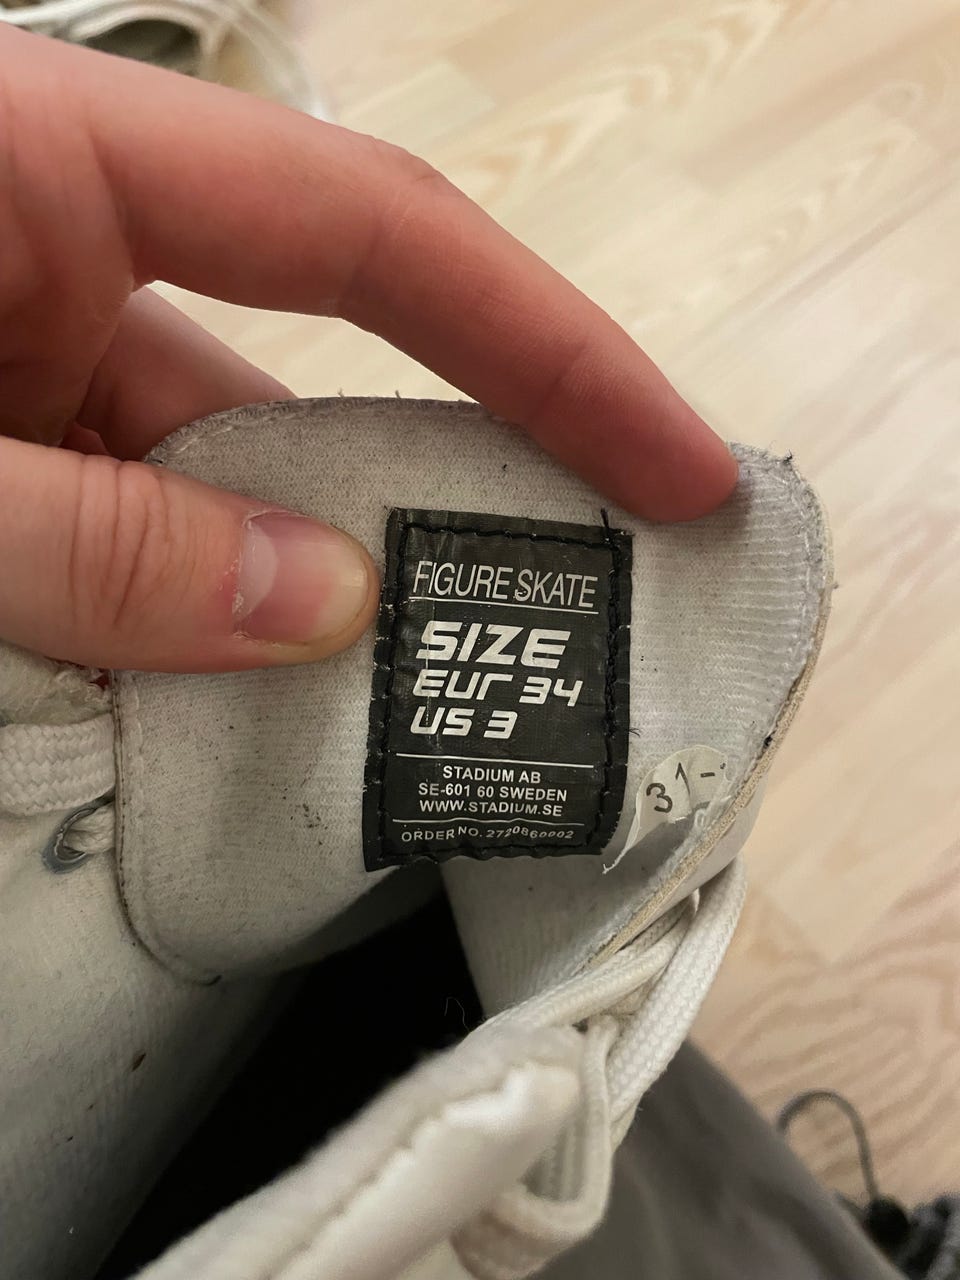 FIGURE SKATE
SIZE
EUR 34
US 3
STADIUM AB
SE-601 60 SWEDEN
WWW.STADIUM.SE
ORDER NO. 2720860002
31-